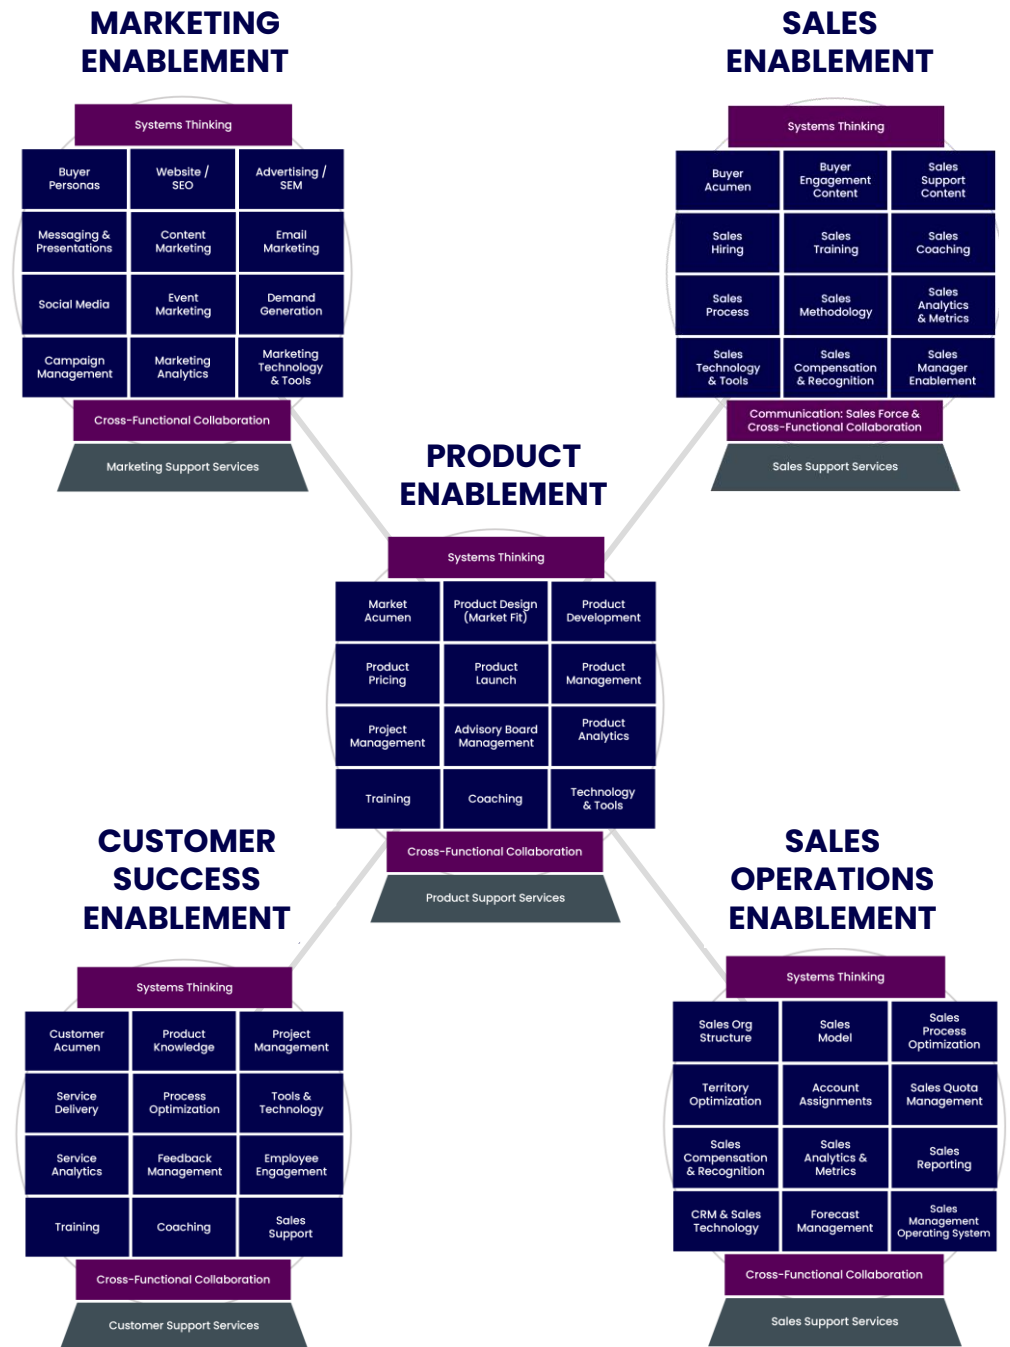 MARKETING
ENABLEMENT
Systems Thinking
Buyer
Personas
Website /
SEO
Advertising /
SEM
Messaging &
Presentations
Content
Marketing
Email
Marketing
Social Media
Event
Marketing
Demand
Generation
Campaign
Management
Marketing
Analytics
Marketing
Technology
& Tools
Cross-Functional Collaboration
Marketing Support Services
SALES
ENABLEMENT
Systems Thinking
Buyer
Acumen
Buyer
Engagement
Content
Sales
Support
Content
Sales
Hiring
Sales
Training
Sales
Coaching
Sales
Process
Sales
Methodology
Sales
Analytics
& Metrics
Sales
Technology
& Tools
Sales
Compensation
& Recognition
Sales
Manager
Enablement
Communication: Sales Force &
Cross-Functional Collaboration
Sales Support Services
PRODUCT
ENABLEMENT
Systems Thinking
Market
Acumen
Product Design
(Market Fit)
Product
Development
Product
Pricing
Product
Launch
Product
Management
Project
Management
Advisory Board
Management
Product
Analytics
Training
Coaching
Technology
& Tools
Cross-Functional Collaboration
Product Support Services
CUSTOMER
SUCCESS
ENABLEMENT
Systems Thinking
Customer
Acumen
Product
Knowledge
Project
Management
Service
Delivery
Process
Optimization
Tools &
Technology
Service
Analytics
Feedback
Management
Employee
Engagement
Training
Coaching
Sales
Support
Cross-Functional Collaboration
Customer Support Services
SALES
OPERATIONS
ENABLEMENT
Systems Thinking
Sales Org
Structure
Sales
Model
Sales
Process
Optimization
Territory
Optimization
Account
Assignments
Sales Quota
Management
Sales
Compensation
& Recognition
Sales
Analytics &
Metrics
Sales
Reporting
CRM & Sales
Technology
Forecast
Management
Sales
Management
Operating System
Cross-Functional Collaboration
Sales Support Services